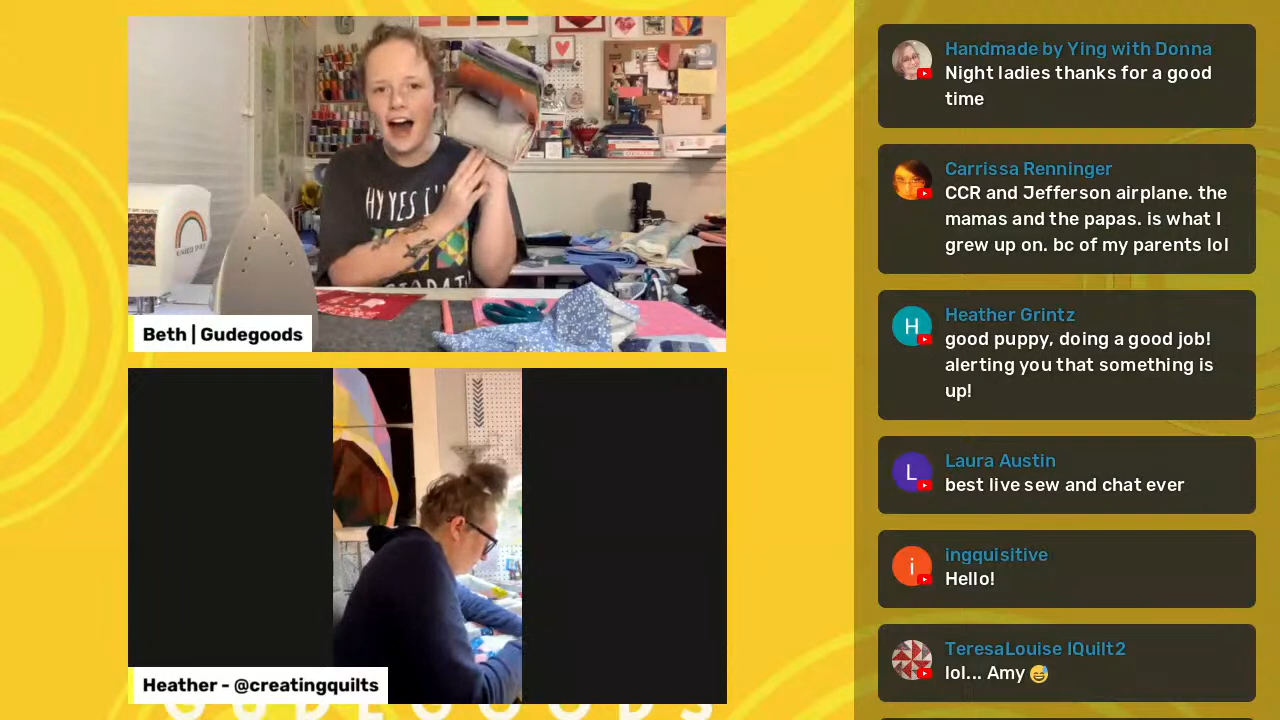 HY YES I'
Beth | Gudegoods
Heather - @creatingquilts
GUDEGOODS
Handmade by Ying with Donna
Night ladies thanks for a good
time
Carrissa Renninger
CCR and Jefferson airplane. the
mamas and the papas. is what I
grew up on. bc of my parents lol
Heather Grintz
good puppy, doing a good job!
alerting you that something is
up!
Laura Austin
best live sew and chat ever
ingquisitive
Hello!
TeresaLouise IQuilt2
lol... Amy 😅